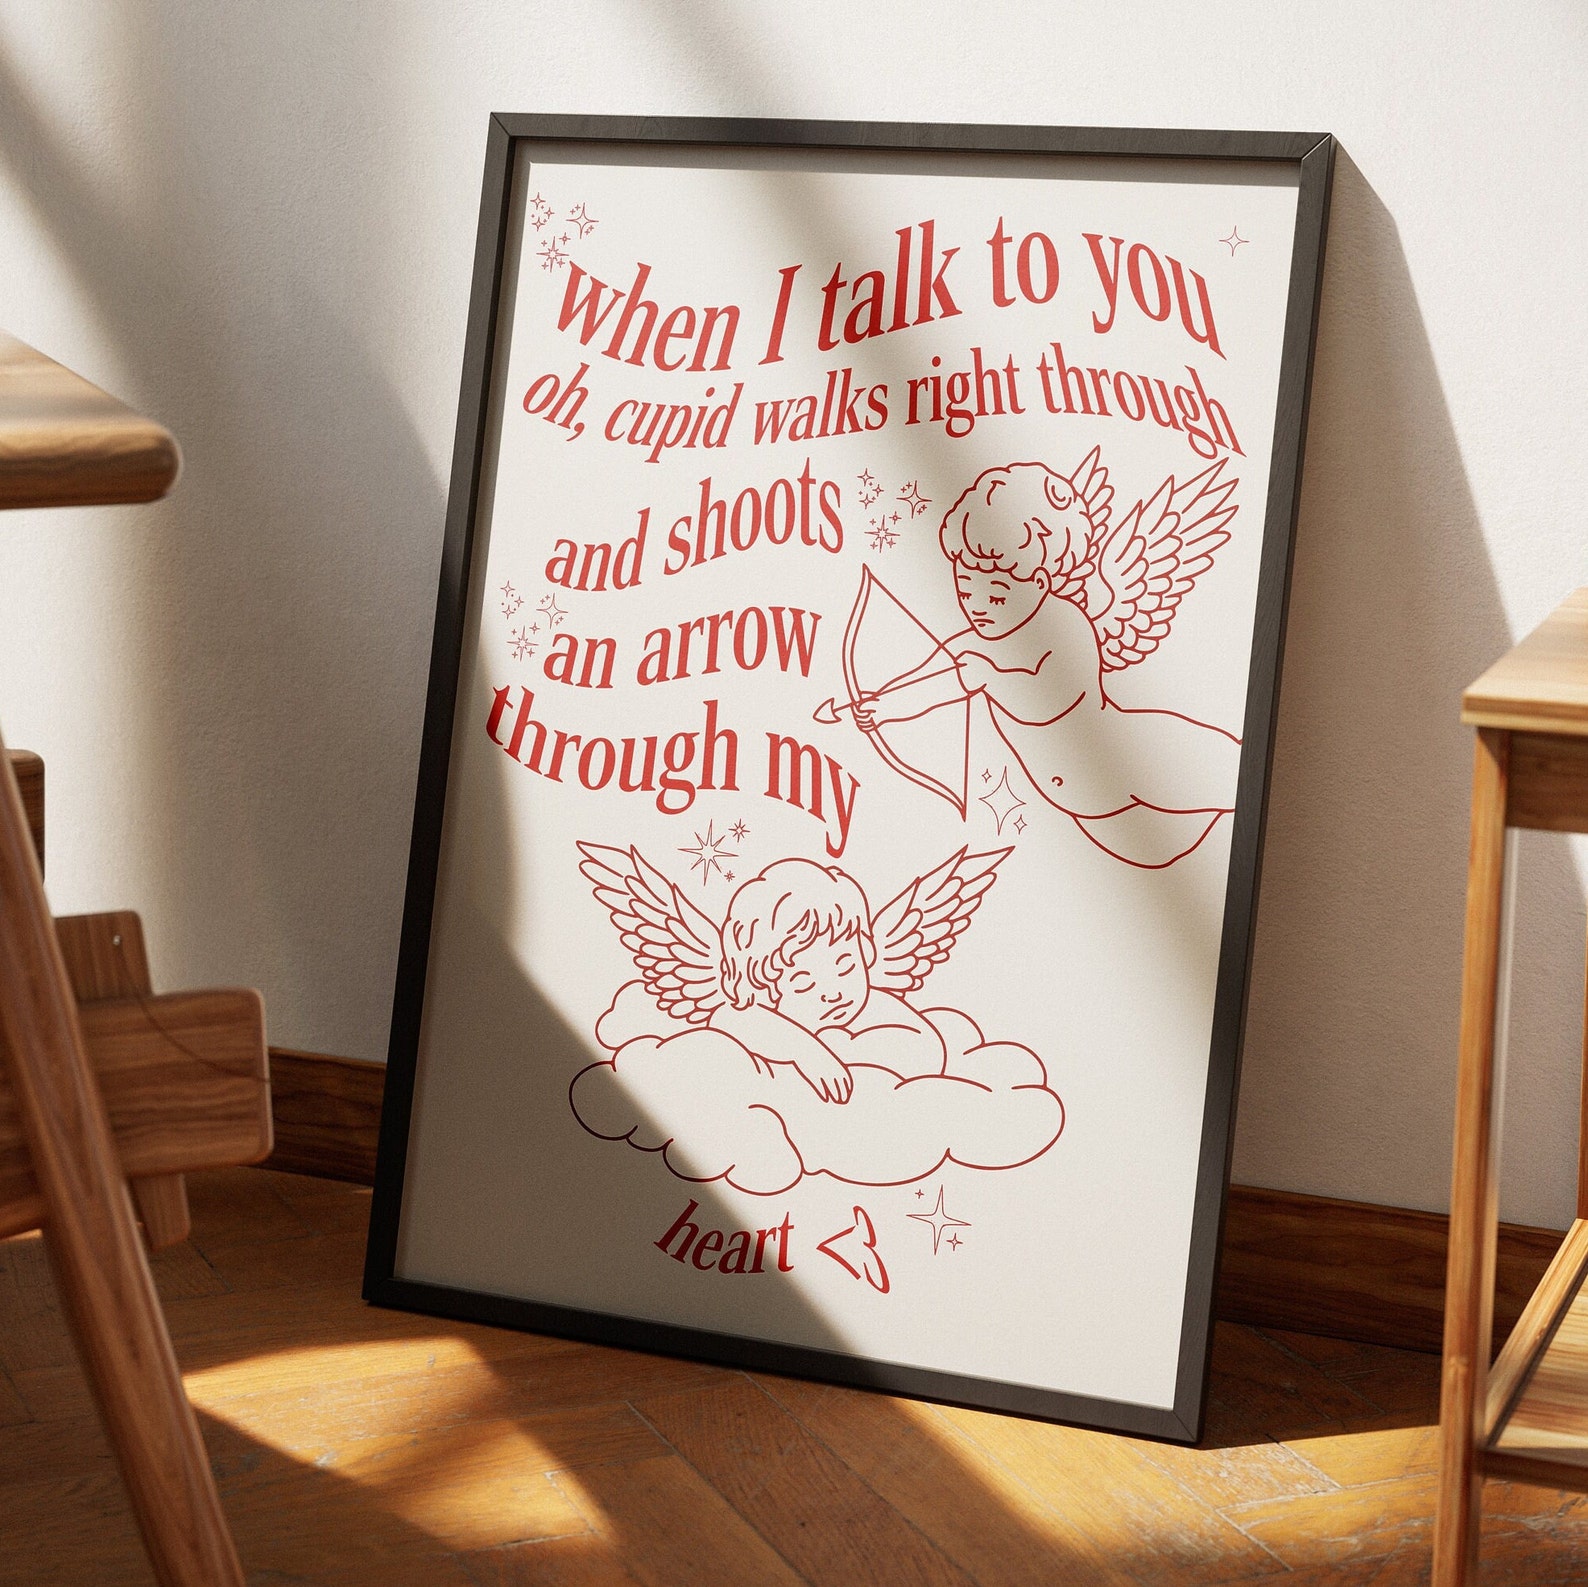 when I talk to you
oh, cupid walks right through
and shoots
an arrow
through my
heart <3